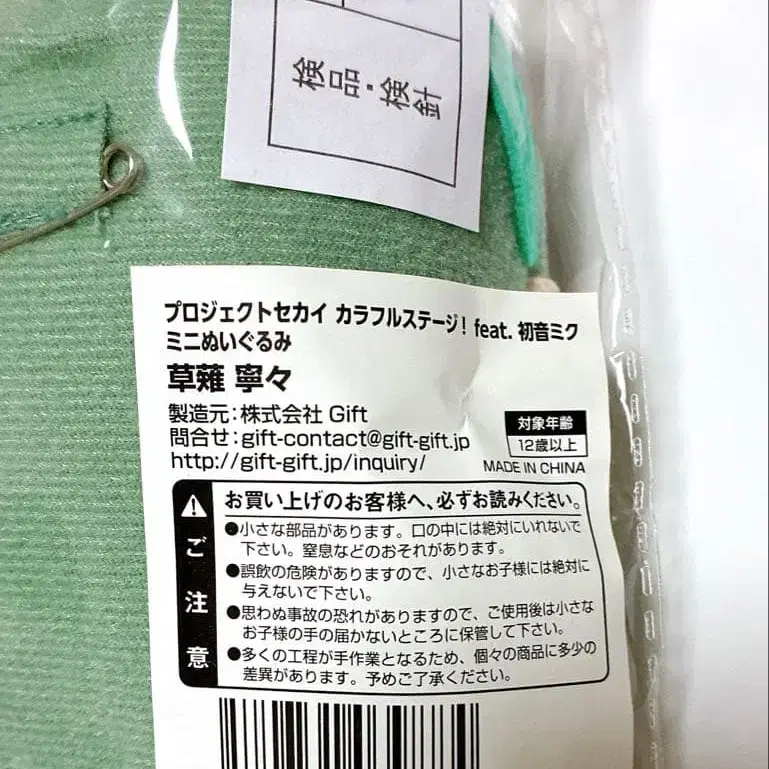 検品・検針
プロジェクトセカイ カラフルステージ! feat. 初音ミク
ミニぬいぐるみ
草薙 寧々
製造元:株式会社 Gift
問合せ:gift-contact@gift-gift.jp
http://gift-gift.jp/inquiry/
対象年齢
12歳以上
MADE IN CHINA
ご注意
お買い上げのお客様へ、必ずお読みください。
●小さな部品があります。口の中には絶対にいれないで
下さい。窒息などのおそれがあります。
●誤飲の危険がありますので、小さなお子様には絶対に
与えないで下さい。
●思わぬ事故の恐れがありますので、ご使用後は小さな
お子様の手の届かないところに保管して下さい。
●多くの工程が手作業となるため、個々の商品に多少の
差異があります。予めご了承ください。